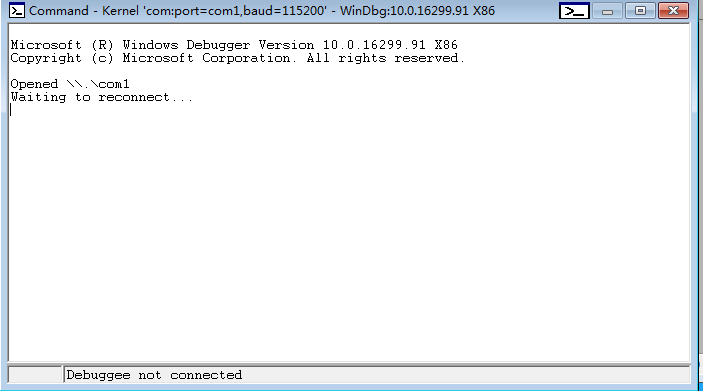 Command - Kernel 'com:port=com1,baud=115200' - WinDbg:10.0.16299.91 X86
Microsoft (R) Windows Debugger Version 10.0.16299.91 X86
Copyright (c) Microsoft Corporation. All rights reserved.
Opened \\.\com1
Waiting to reconnect...
Debuggee not connected